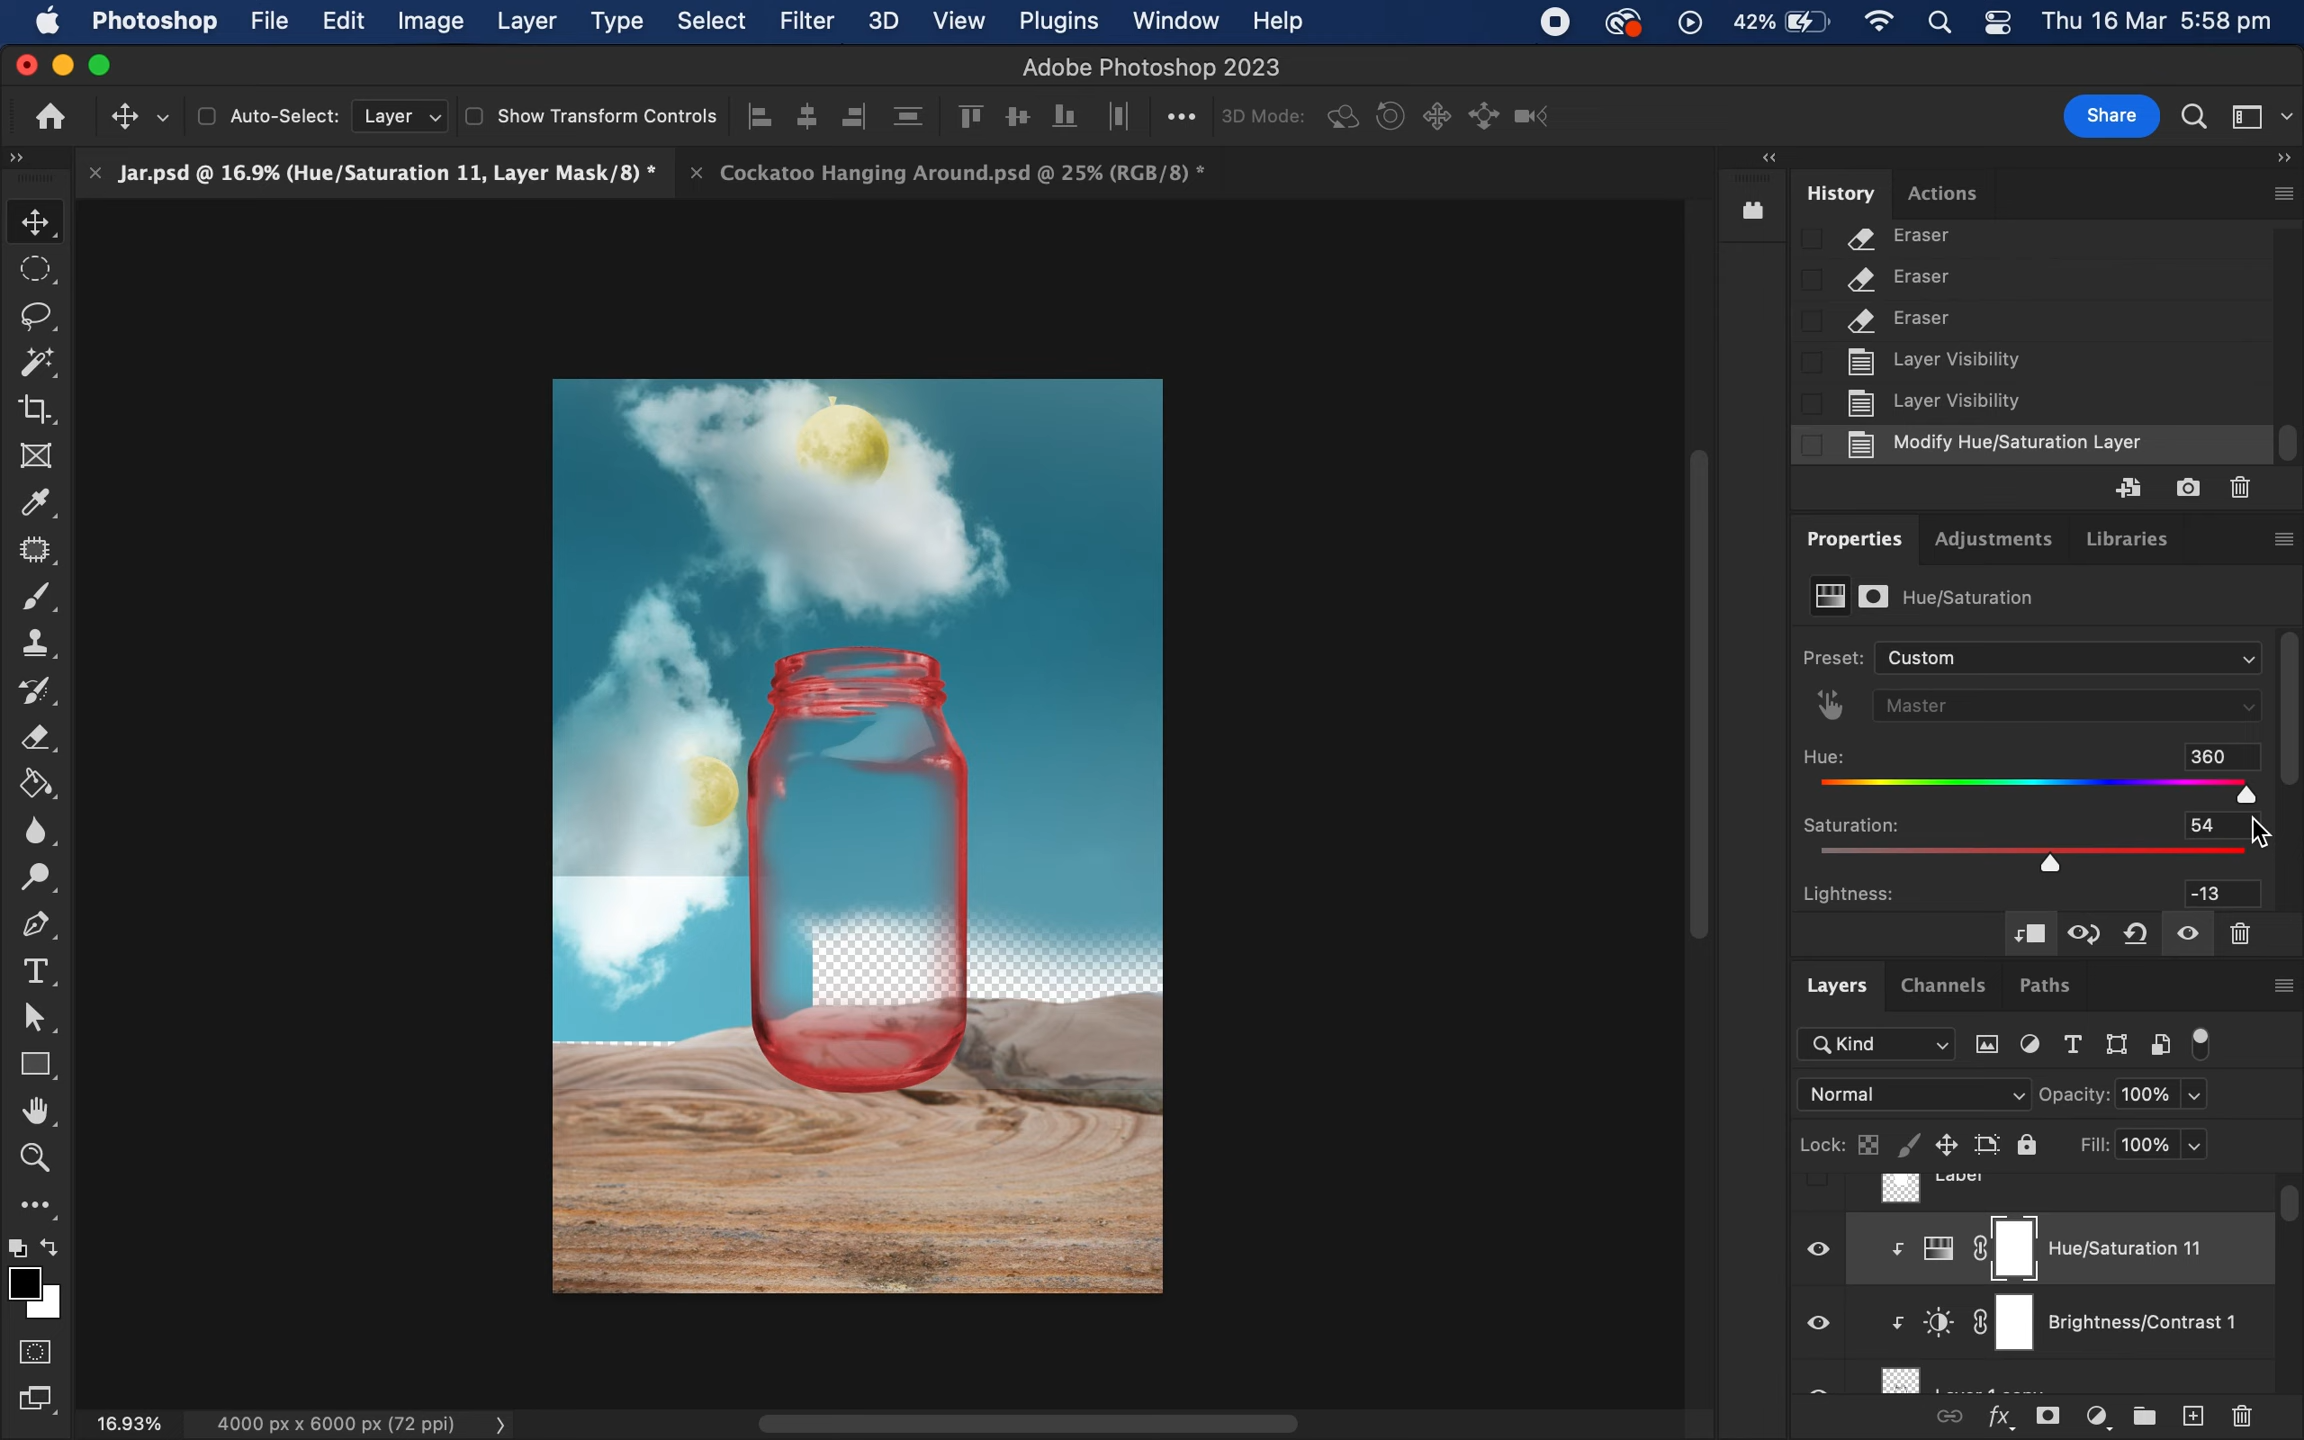 Photoshop File Edit Image Layer Type Select Filter 3D View Plugins Window Help 42% Thu 16 Mar 5:58 pm
Adobe Photoshop 2023
Auto-Select: Layer Show Transform Controls 3D Mode: Share
Jar.psd @ 16.9% (Hue/Saturation 11, Layer Mask/8) * Cockatoo Hanging Around.psd @ 25% (RGB/8) *
History Actions
Eraser
Eraser
Eraser
Layer Visibility
Layer Visibility
Modify Hue/Saturation Layer
Properties Adjustments Libraries
Hue/Saturation
Preset: Custom
Master
Hue: 360
Saturation: 54
Lightness: -13
Layers Channels Paths
Kind
Normal Opacity: 100%
Lock: Fill: 100%
Label
Hue/Saturation 11
Brightness/Contrast 1
Layer 1 copy
16.93% 4000 px x 6000 px (72 ppi)